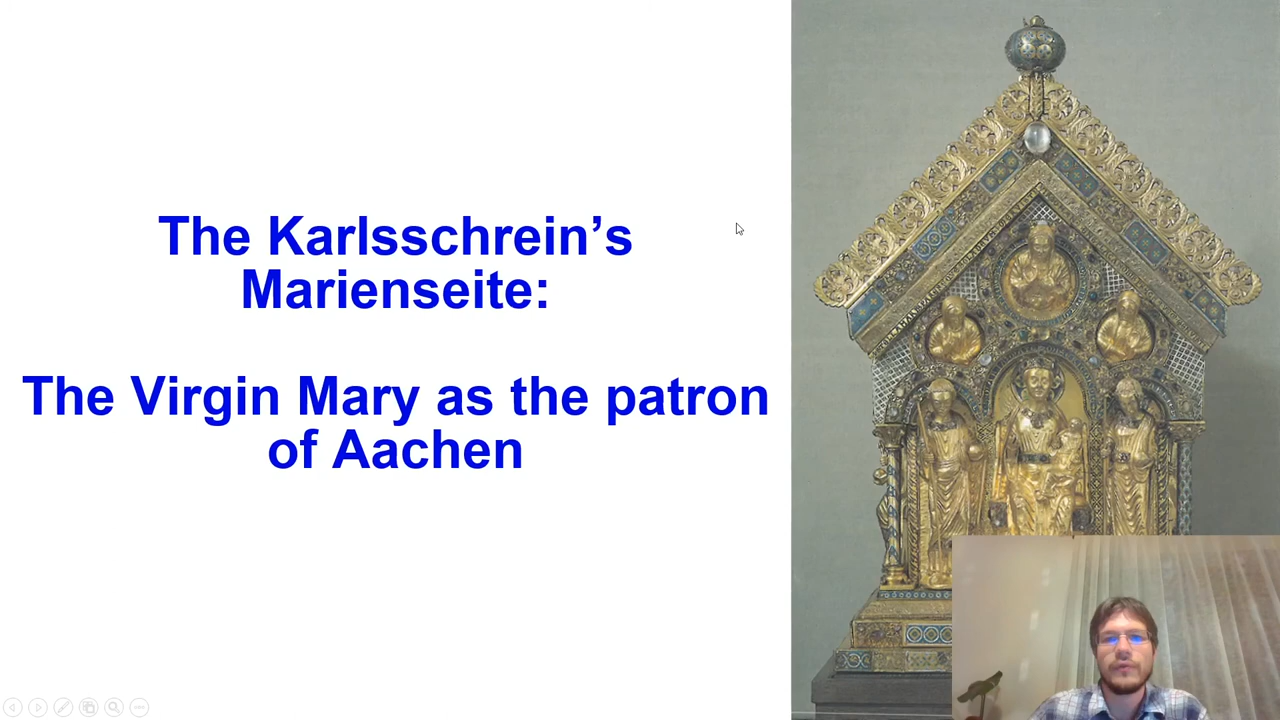 The Karlsschrein’s
Marienseite:
The Virgin Mary as the patron
of Aachen